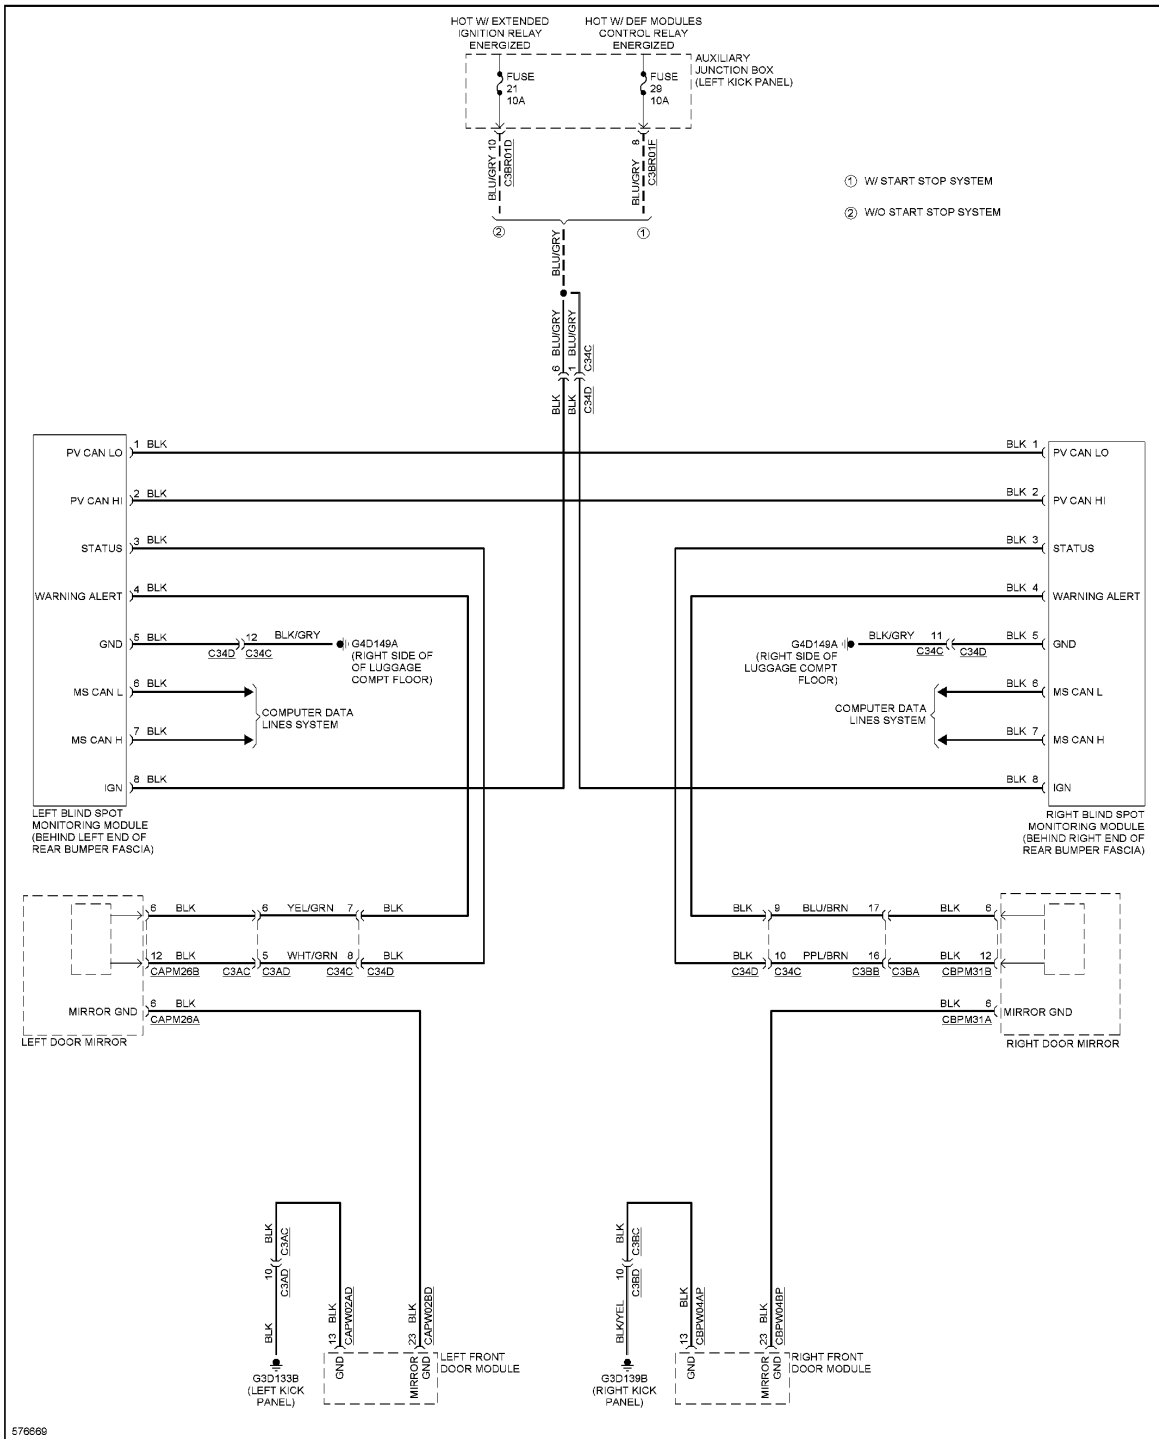 HOT W/ EXTENDED
IGNITION RELAY
ENERGIZED
HOT W/ DEF MODULES
CONTROL RELAY
ENERGIZED
AUXILIARY
JUNCTION BOX
(LEFT KICK PANEL)
FUSE
21
10A
FUSE
29
10A
BLU/GRY 10
C3BR01D
BLU/GRY 8
C3BR01F
① W/ START STOP SYSTEM
② W/O START STOP SYSTEM
②
①
BLU/GRY
6 BLU/GRY
1 BLU/GRY
C34C
BLK
BLK
C34D
PV CAN LO 1 BLK
BLK 1 PV CAN LO
PV CAN HI 2 BLK
BLK 2 PV CAN HI
STATUS 3 BLK
BLK 3 STATUS
WARNING ALERT 4 BLK
BLK 4 WARNING ALERT
GND 5 BLK
12 BLK/GRY
C34D C34C
G4D149A
(RIGHT SIDE OF
OF LUGGAGE
COMPT FLOOR)
G4D149A
(RIGHT SIDE OF
LUGGAGE COMPT
FLOOR)
BLK/GRY 11
C34C C34D
BLK 5 GND
MS CAN L 6 BLK
BLK 6 MS CAN L
COMPUTER DATA
LINES SYSTEM
COMPUTER DATA
LINES SYSTEM
MS CAN H 7 BLK
BLK 7 MS CAN H
IGN 8 BLK
BLK 8 IGN
LEFT BLIND SPOT
MONITORING MODULE
(BEHIND LEFT END OF
REAR BUMPER FASCIA)
RIGHT BLIND SPOT
MONITORING MODULE
(BEHIND RIGHT END OF
REAR BUMPER FASCIA)
6 BLK 6 YEL/GRN 7 BLK
BLK 9 BLU/BRN 17 BLK 6
12 BLK 5 WHT/GRN 8 BLK
CAPM26B C3AC C3AD C34C C34D
BLK 10 PPL/BRN 16 BLK 12
C34D C34C C3BB C3BA CBPM31B
MIRROR GND 6 BLK
CAPM26A
BLK 6 MIRROR GND
CBPM31A
LEFT DOOR MIRROR
RIGHT DOOR MIRROR
BLK
C3AC
10
C3AD
BLK
13 BLK
CAPW02AD
23 BLK
CAPW02BD
GND
MIRROR
GND
LEFT FRONT
DOOR MODULE
G3D133B
(LEFT KICK
PANEL)
BLK
C3BC
10
C3BD
BLK/YEL
13 BLK
CBPW04AP
23 BLK
CBPW04BP
GND
MIRROR
GND
RIGHT FRONT
DOOR MODULE
G3D139B
(RIGHT KICK
PANEL)
576669